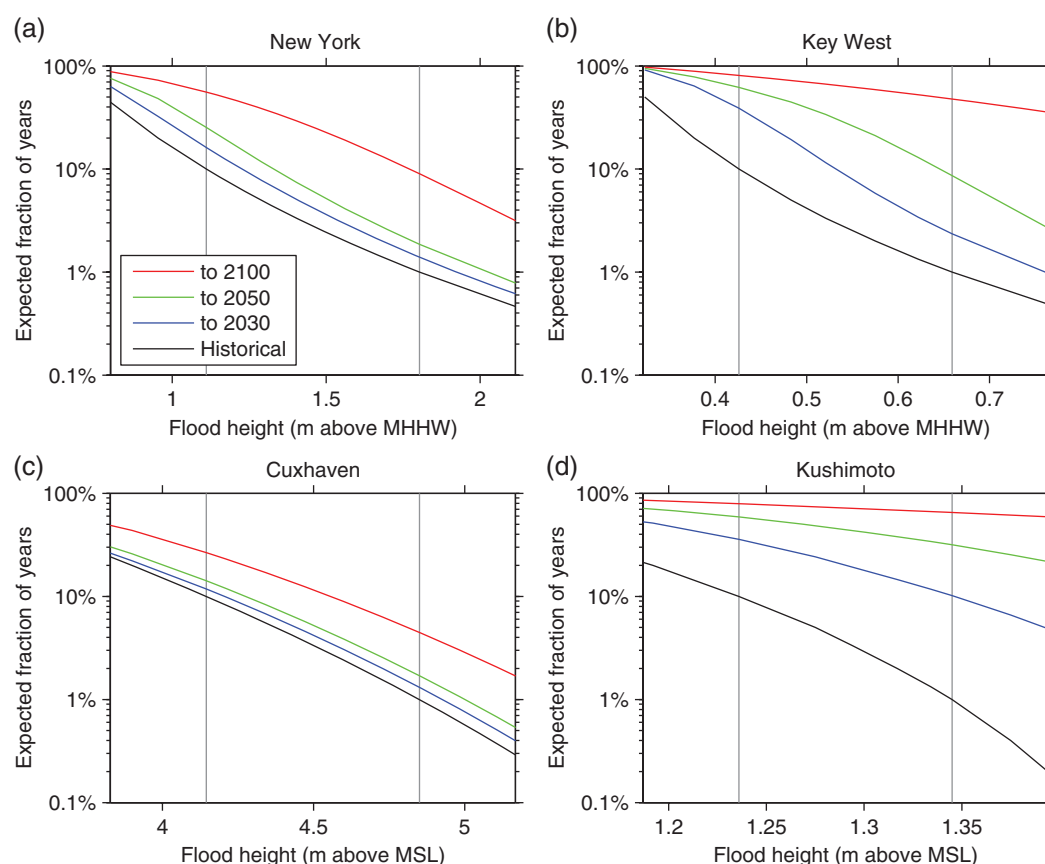 (a)
New York
100%
10%
1%
0.1%
Expected fraction of years
to 2100
to 2050
to 2030
Historical
1
1.5
2
Flood height (m above MHHW)
(b)
Key West
100%
10%
1%
0.1%
Expected fraction of years
0.4
0.5
0.6
0.7
Flood height (m above MHHW)
(c)
Cuxhaven
100%
10%
1%
0.1%
Expected fraction of years
4
4.5
5
Flood height (m above MSL)
(d)
Kushimoto
100%
10%
1%
0.1%
Expected fraction of years
1.2
1.25
1.3
1.35
Flood height (m above MSL)